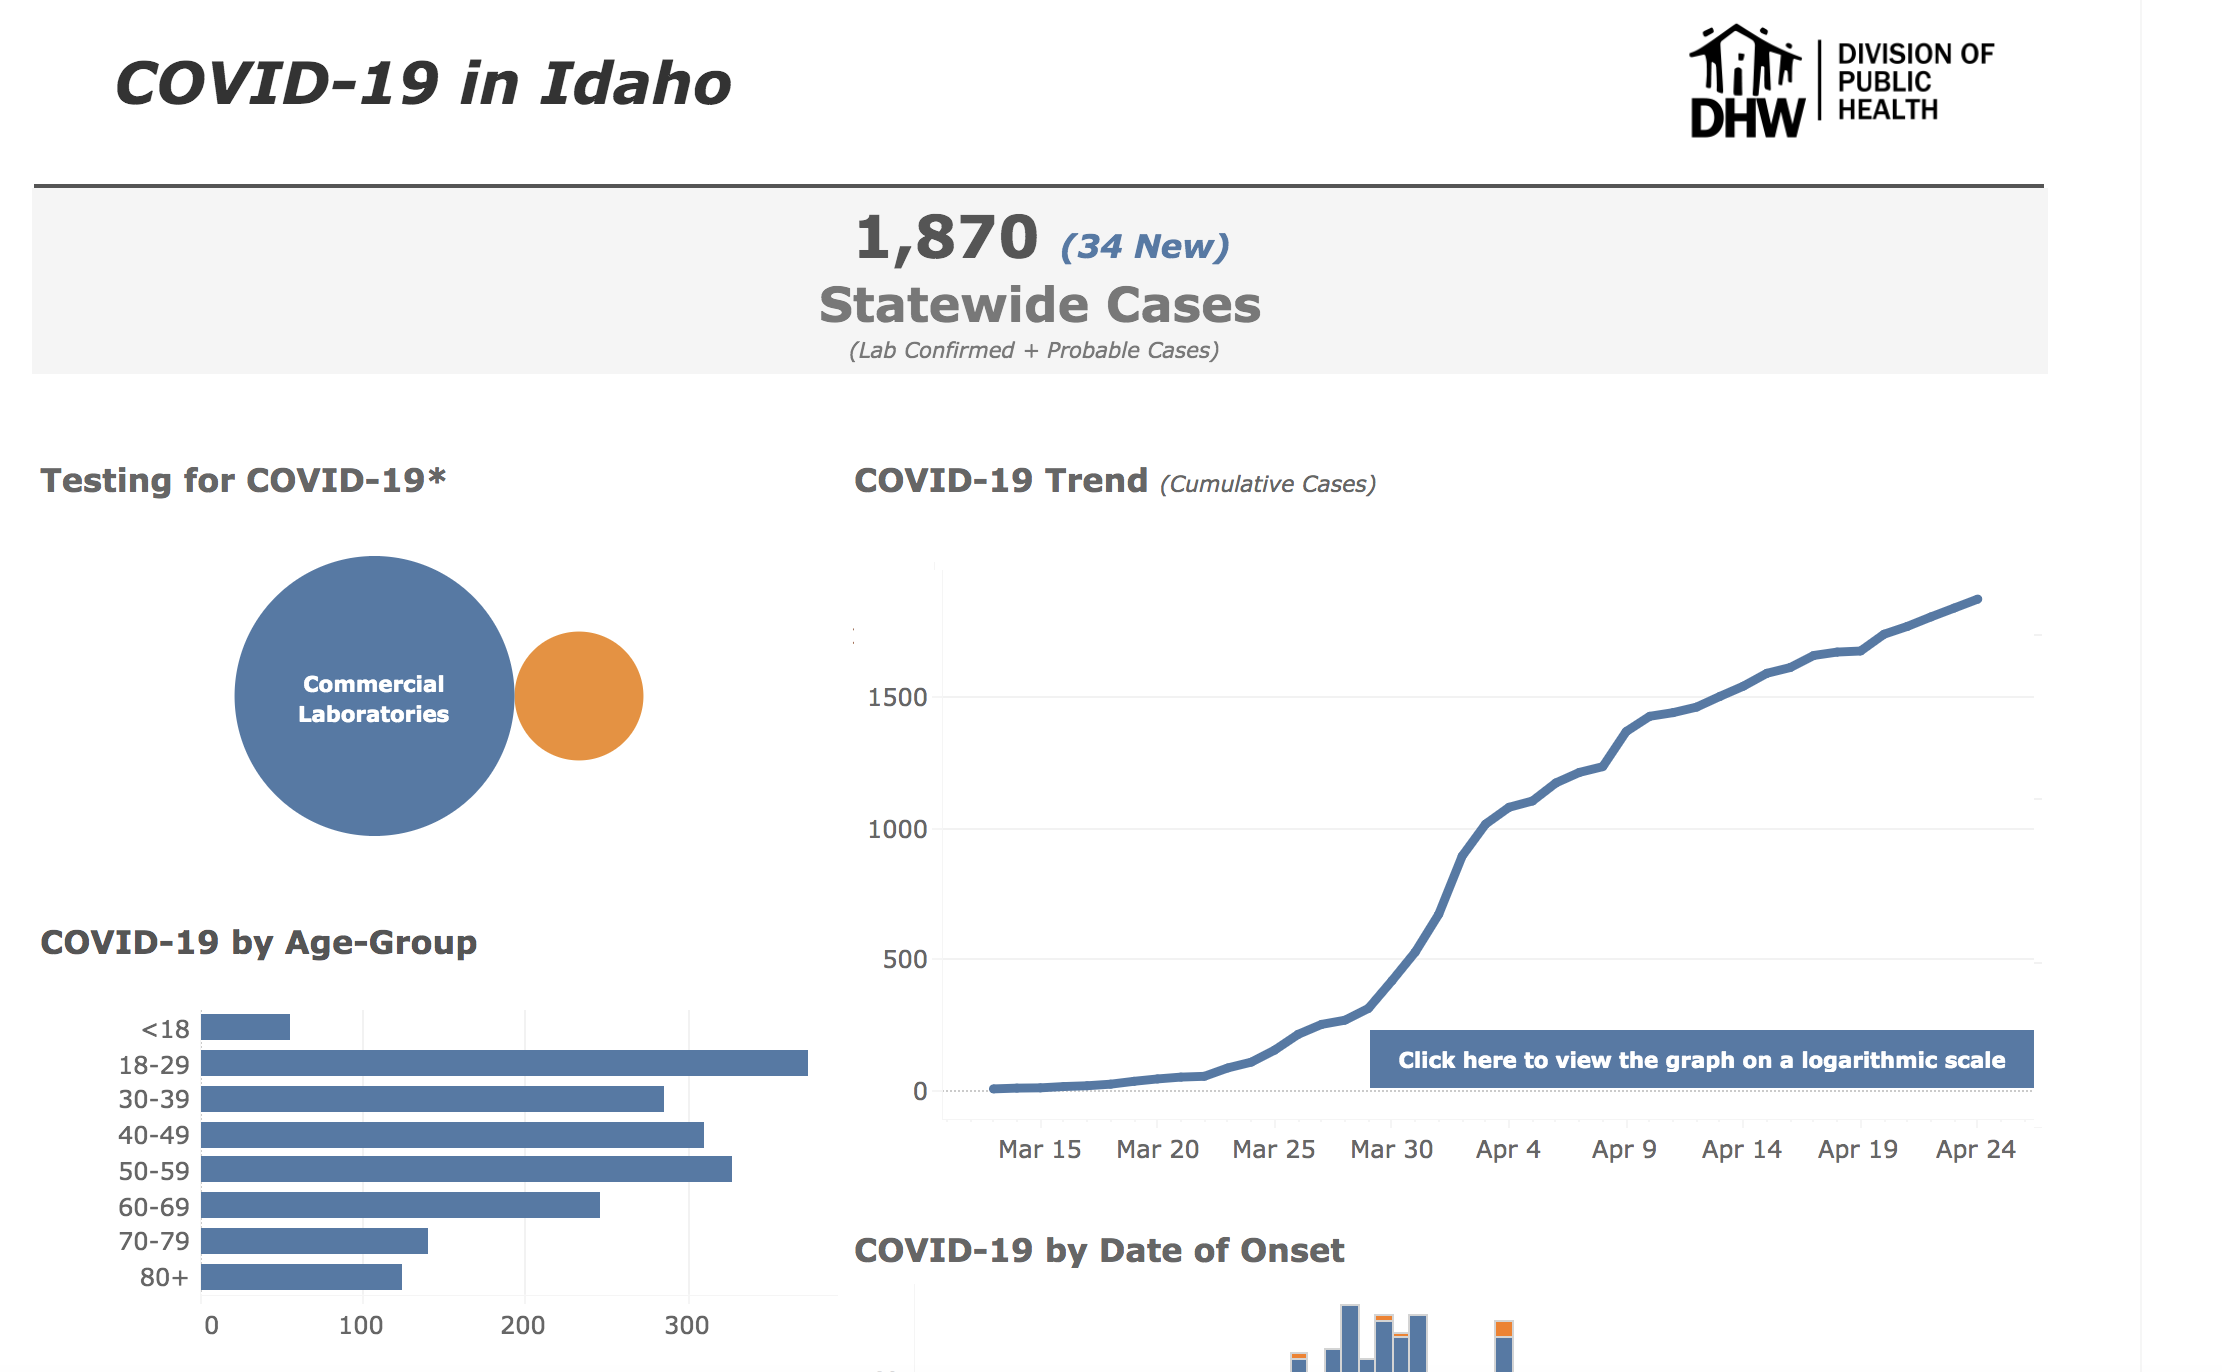 COVID-19 in Idaho
DHW
DIVISION OF
PUBLIC
HEALTH
1,870 (34 New)
Statewide Cases
(Lab Confirmed + Probable Cases)
Testing for COVID-19*
Commercial
Laboratories
COVID-19 by Age-Group
<18
18-29
30-39
40-49
50-59
60-69
70-79
80+
0 100 200 300
COVID-19 Trend (Cumulative Cases)
1500
1000
500
0
Click here to view the graph on a logarithmic scale
Mar 15 Mar 20 Mar 25 Mar 30 Apr 4 Apr 9 Apr 14 Apr 19 Apr 24
COVID-19 by Date of Onset